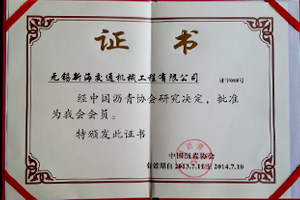 证书
无锡新海交通机械工程有限公司
经中国沥青协会研究决定，批准
为我会会员。
特颁发此证书
中国沥青协会
有效期自2013.7.11至2014.7.10